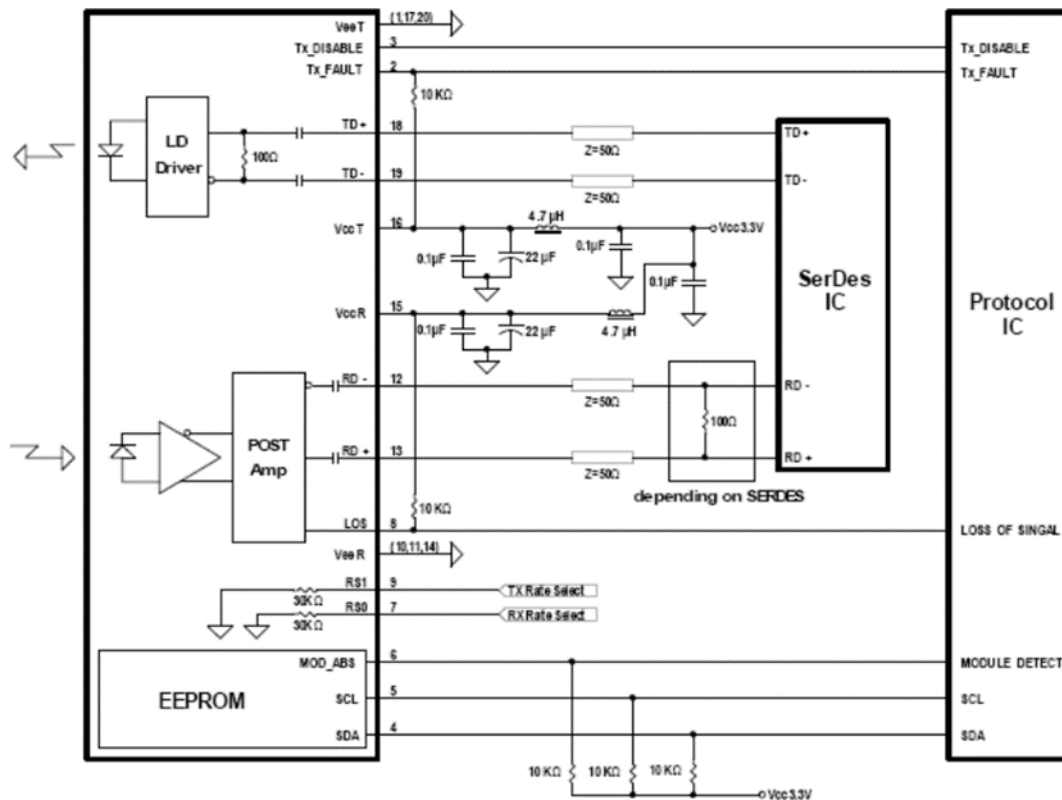 VeeT (1,17,20)
Tx_DISABLE 3 Tx_DISABLE
Tx_FAULT 2 Tx_FAULT
10 KΩ
LD Driver
100Ω
TD+ 18 Z=50Ω TD+
TD- 19 Z=50Ω TD-
VccT 16 4.7 μH Vcc3.3V
0.1μF 22 μF 0.1μF 0.1μF
SerDes
IC
Protocol
IC
VccR 15 4.7 μH
0.1μF 22 μF
RD - 12 Z=50Ω RD -
100Ω
POST
Amp
RD + 13 Z=50Ω RD +
depending on SERDES
10 KΩ
LOS 8 LOSS OF SINGAL
VeeR (10,11,14)
RS1 9 TX Rate Select
30KΩ
RS0 7 RX Rate Select
30KΩ
MOD_ABS 6 MODULE DETECT
EEPROM
SCL 5 SCL
SDA 4 SDA
10 KΩ 10 KΩ 10 KΩ
Vcc3.3V